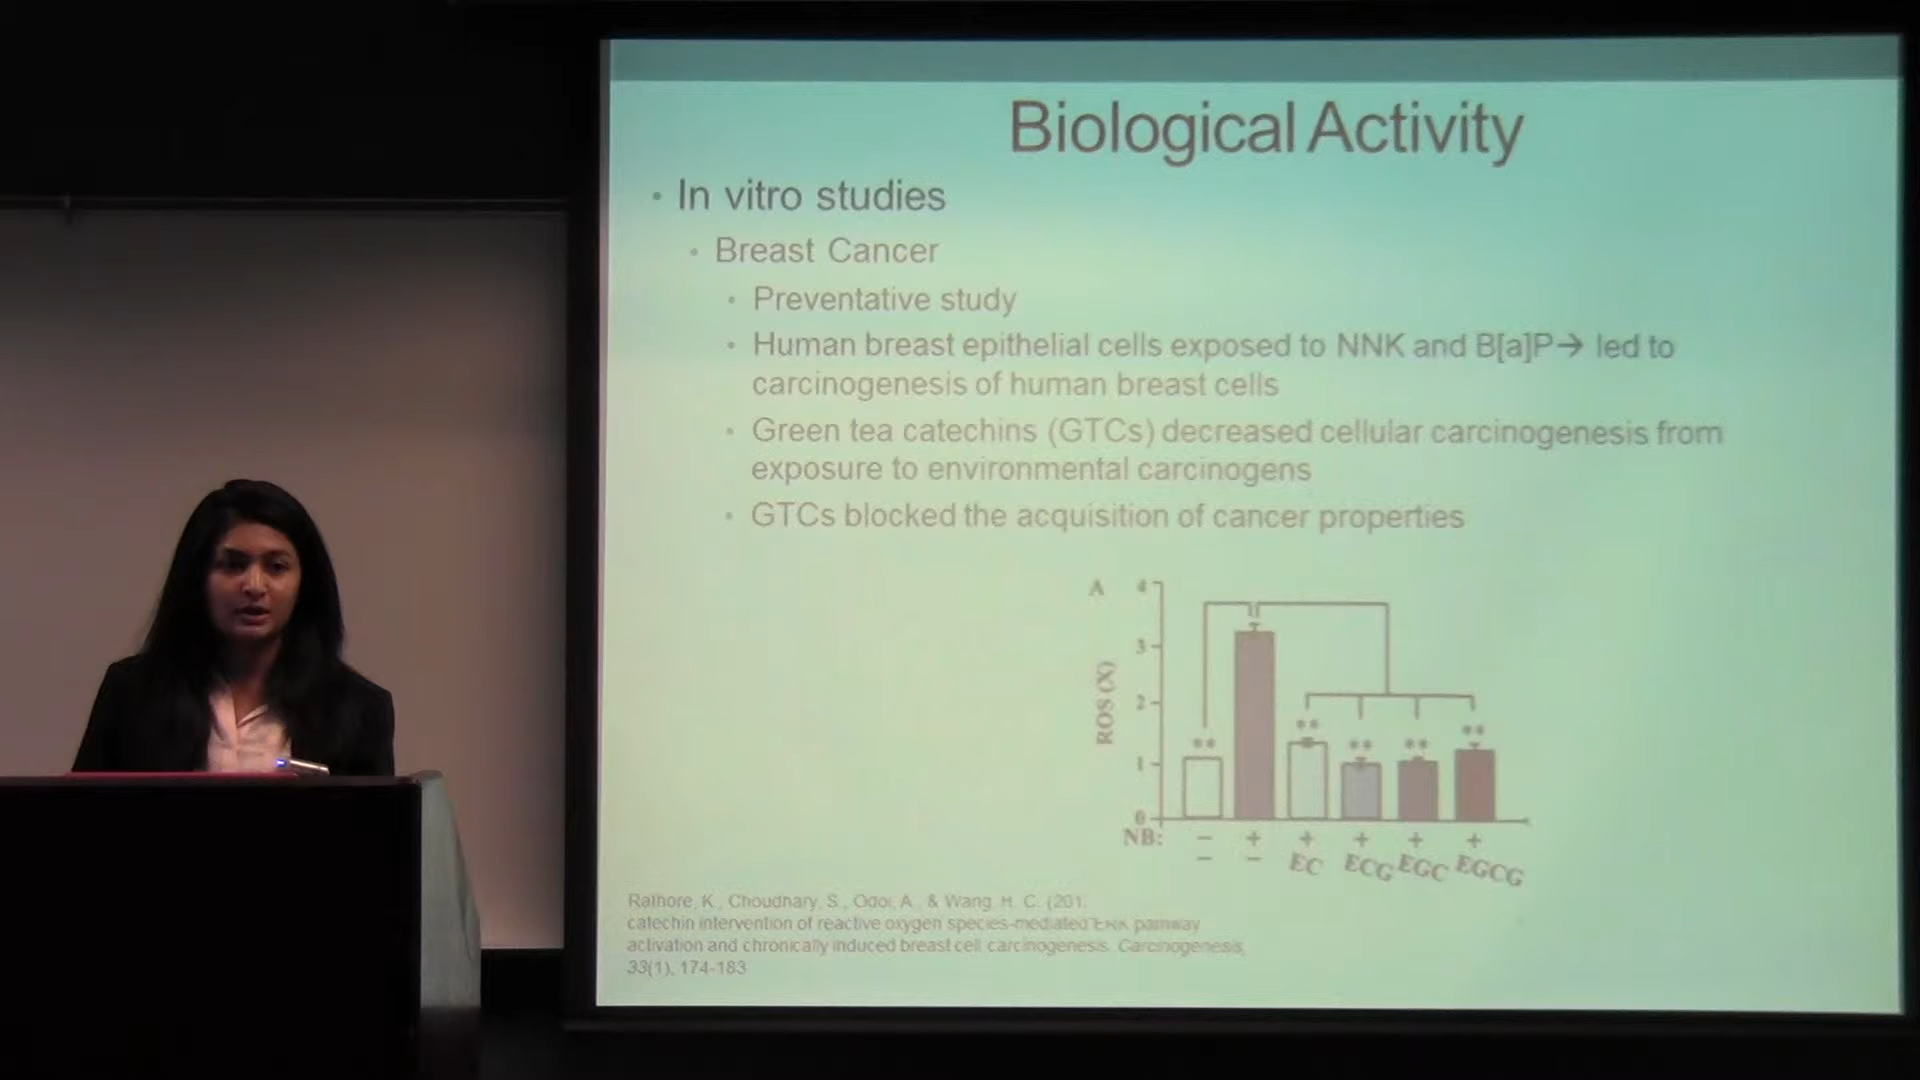 Biological Activity
• In vitro studies
• Breast Cancer
• Preventative study
• Human breast epithelial cells exposed to NNK and B[a]P→ led to
carcinogenesis of human breast cells
• Green tea catechins (GTCs) decreased cellular carcinogenesis from
exposure to environmental carcinogens
• GTCs blocked the acquisition of cancer properties
A
4
3
2
1
0
ROS (X)
** ** ** ** **
NB: - + + + + +
- - EC ECG EGC EGCG
Rathore, K., Choudhary, S., Odoi, A., & Wang, H. C. (201
catechin intervention of reactive oxygen species-mediated ERK pathway
activation and chronically induced breast cell carcinogenesis. Carcinogenesis,
33(1), 174-183